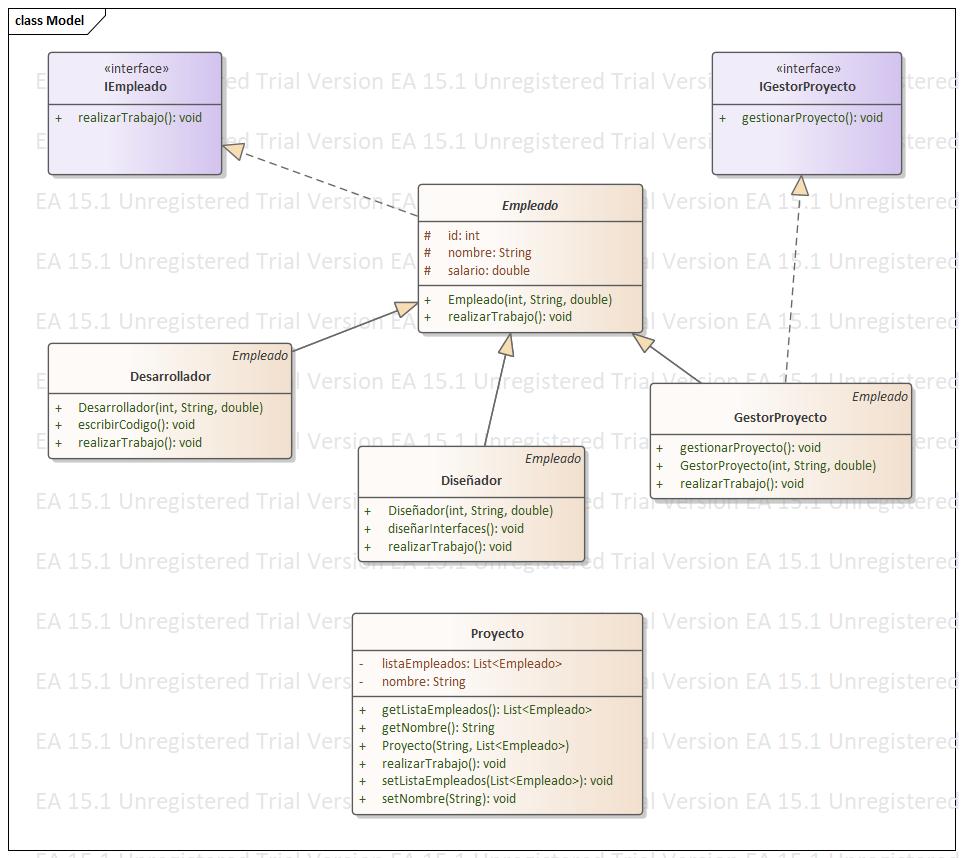 class Model
«interface»
IEmpleado
+ realizarTrabajo(): void
«interface»
IGestorProyecto
+ gestionarProyecto(): void
Empleado
# id: int
# nombre: String
# salario: double
+ Empleado(int, String, double)
+ realizarTrabajo(): void
Empleado
Desarrollador
+ Desarrollador(int, String, double)
+ escribirCodigo(): void
+ realizarTrabajo(): void
Empleado
GestorProyecto
+ gestionarProyecto(): void
+ GestorProyecto(int, String, double)
+ realizarTrabajo(): void
Empleado
Diseñador
+ Diseñador(int, String, double)
+ diseñarInterfaces(): void
+ realizarTrabajo(): void
Proyecto
- listaEmpleados: List<Empleado>
- nombre: String
+ getListaEmpleados(): List<Empleado>
+ getNombre(): String
+ Proyecto(String, List<Empleado>)
+ realizarTrabajo(): void
+ setListaEmpleados(List<Empleado>): void
+ setNombre(String): void
EA 15.1 Unregistered Trial Version EA 15.1 Unregistered Trial Version EA 15.1 Unregistered